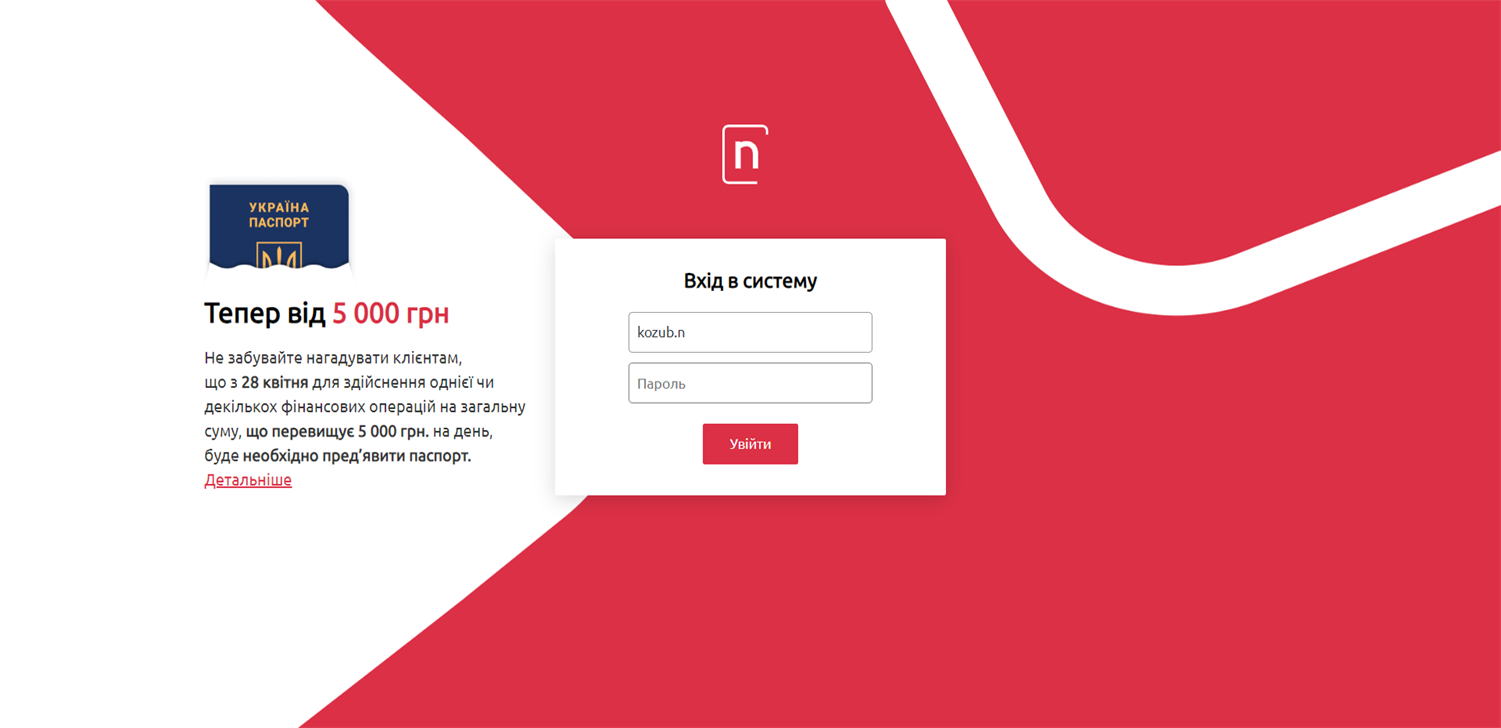 УКРАЇНА
ПАСПОРТ
Тепер від 5 000 грн
Не забувайте нагадувати клієнтам,
що з 28 квітня для здійснення однієї чи
декількох фінансових операцій на загальну
суму, що перевищує 5 000 грн. на день,
буде необхідно пред’явити паспорт.
Детальніше
n
Вхід в систему
kozub.n
Пароль
Увійти